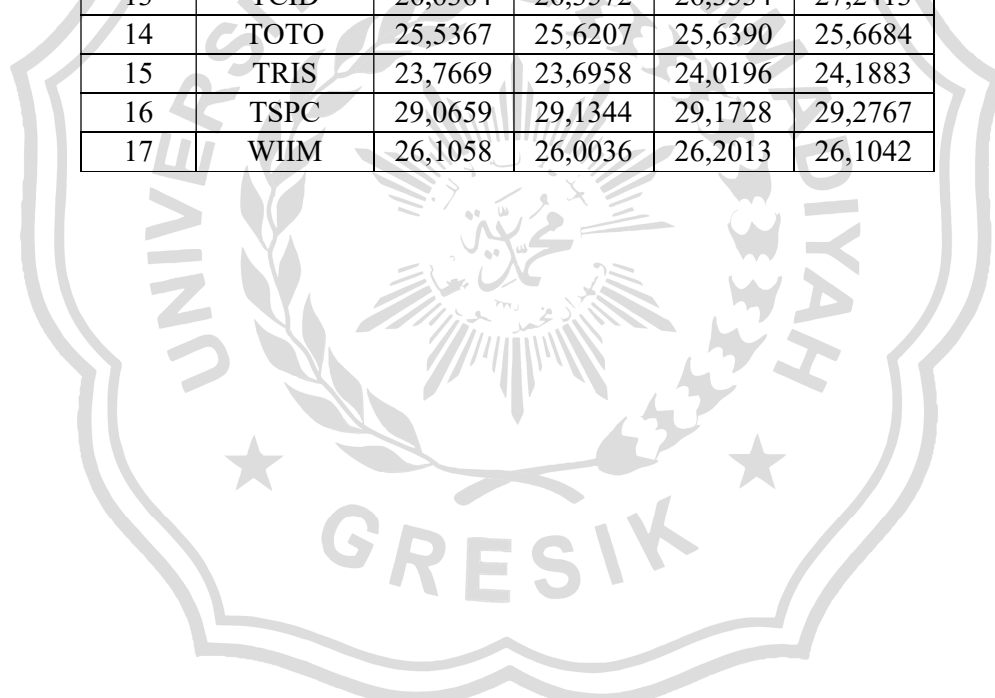 14 TOTO 25,5367 25,6207 25,6390 25,6684
15 TRIS 23,7669 23,6958 24,0196 24,1883
16 TSPC 29,0659 29,1344 29,1728 29,2767
17 WIIM 26,1058 26,0036 26,2013 26,1042
GRESIK